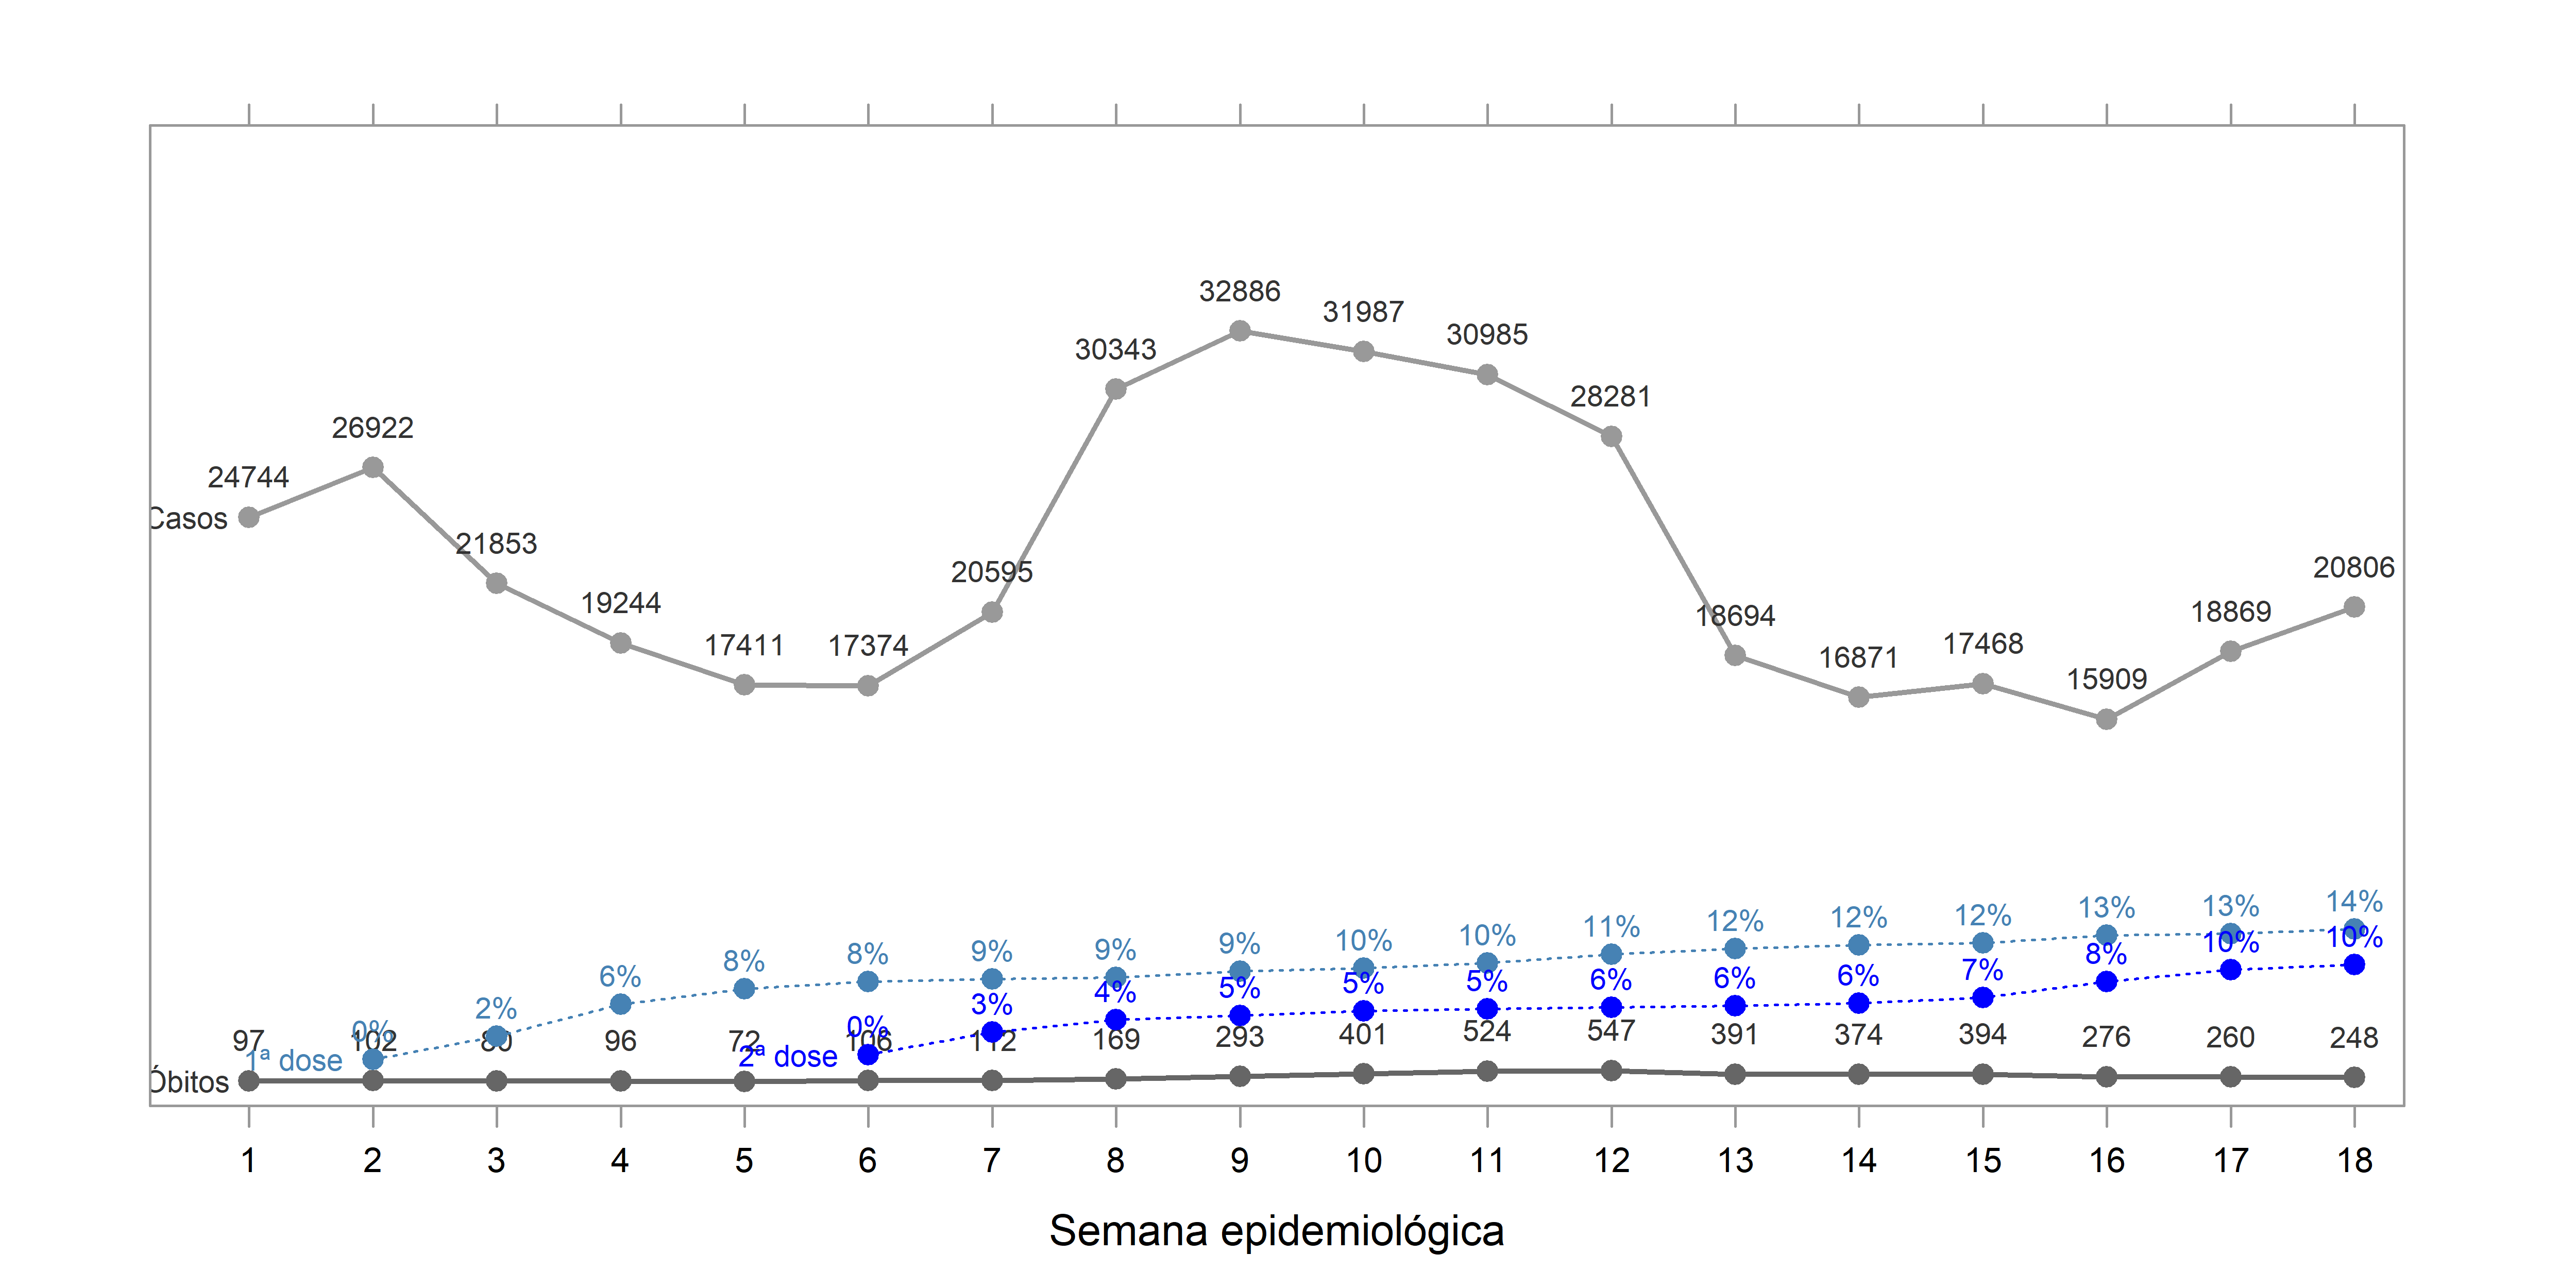 32886
31987
30985
30343
28281
26922
24744
Casos
21853
20595
20806
19244
18694
18869
17411
17374
16871
17468
15909
0% 2% 6% 8% 8% 9% 9% 9% 10% 10% 11% 12% 12% 12% 13% 13% 14%
1ª dose
0% 3% 4% 5% 5% 5% 6% 6% 6% 7% 8% 10% 10%
2ª dose
97 102 80 96 72 106 112 169 293 401 524 547 391 374 394 276 260 248
Óbitos
1 2 3 4 5 6 7 8 9 10 11 12 13 14 15 16 17 18
Semana epidemiológica